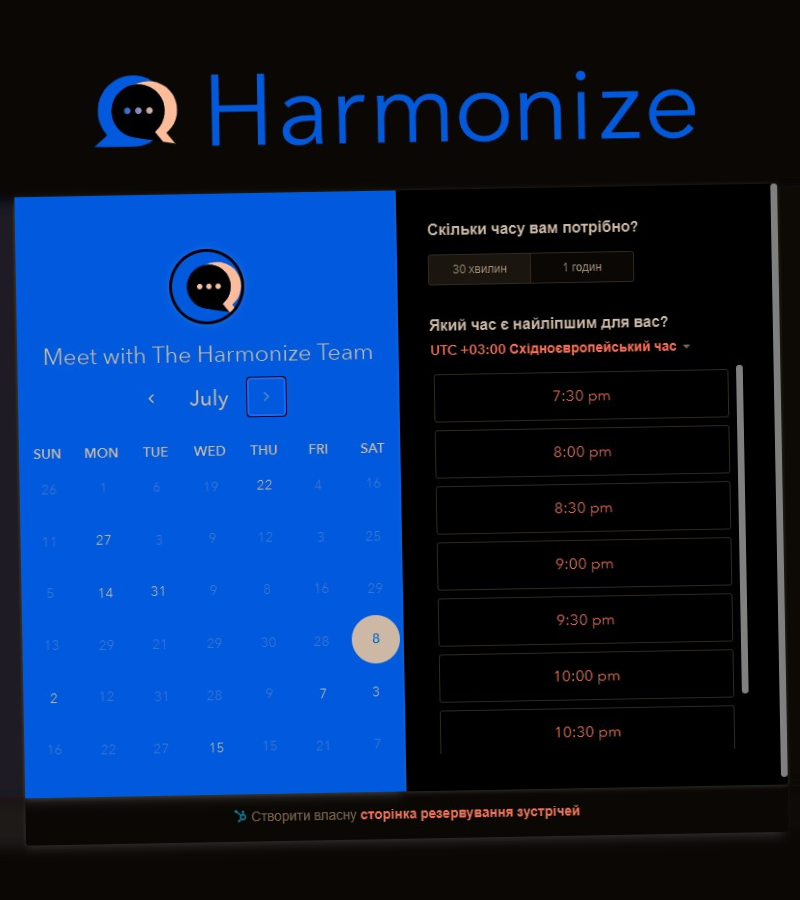 Harmonize
Meet with The Harmonize Team
July
SUN MON TUE WED THU FRI SAT
26 1 6 19 22 4 16
11 27 3 9 12 3 25
5 14 31 9 8 16 29
13 29 21 29 30 28 8
2 12 31 28 9 7 3
16 22 27 15 15 21 7
Скільки часу вам потрібно?
30 хвилин 1 годин
Який час є найліпшим для вас?
UTC +03:00 Східноєвропейський час
7:30 pm
8:00 pm
8:30 pm
9:00 pm
9:30 pm
10:00 pm
10:30 pm
Створити власну сторінка резервування зустрічей